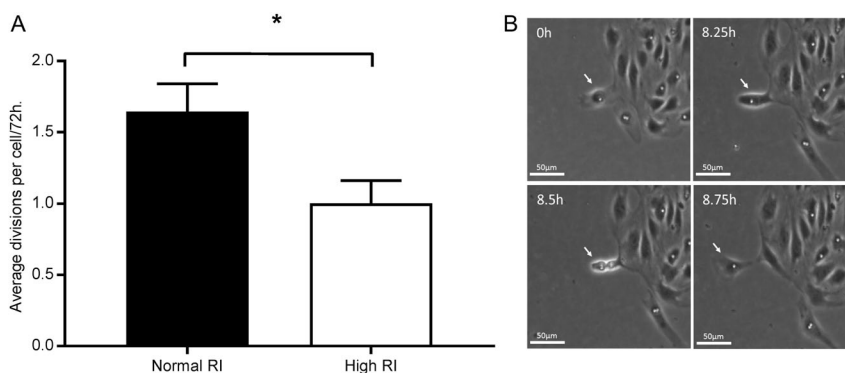 A
*
Average divisions per cell/72h.
2.0
1.5
1.0
0.5
0.0
Normal RI
High RI
B
0h
50µm
8.25h
50µm
8.5h
50µm
8.75h
50µm